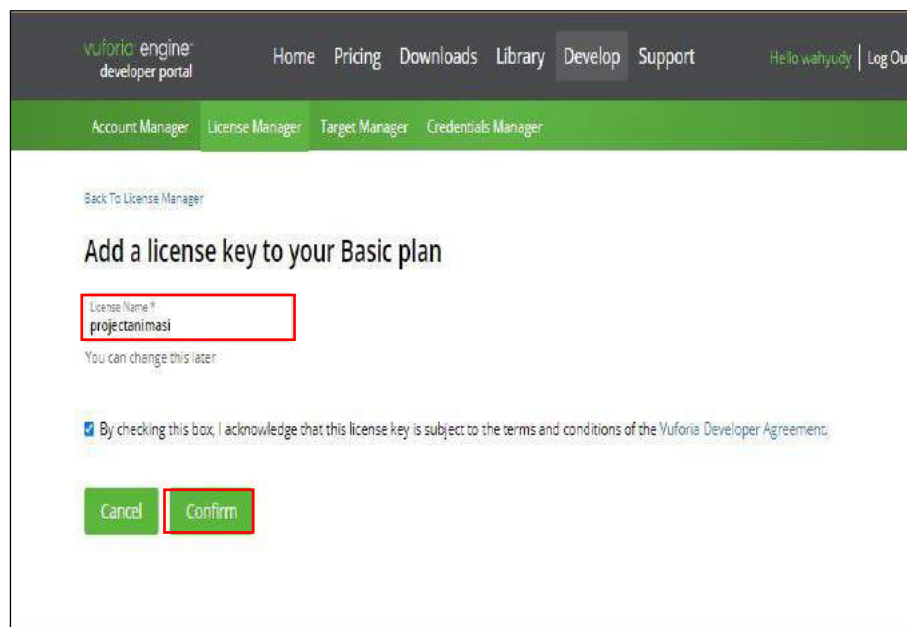 vuforia engine™
developer portal
Home Pricing Downloads Library Develop Support
Hello wahyudy | Log Ou
Account Manager License Manager Target Manager Credentials Manager
Back To License Manager
Add a license key to your Basic plan
License Name *
projectanimasi
You can change this later
By checking this box, I acknowledge that this license key is subject to the terms and conditions of the Vuforia Developer Agreement.
Cancel Confirm